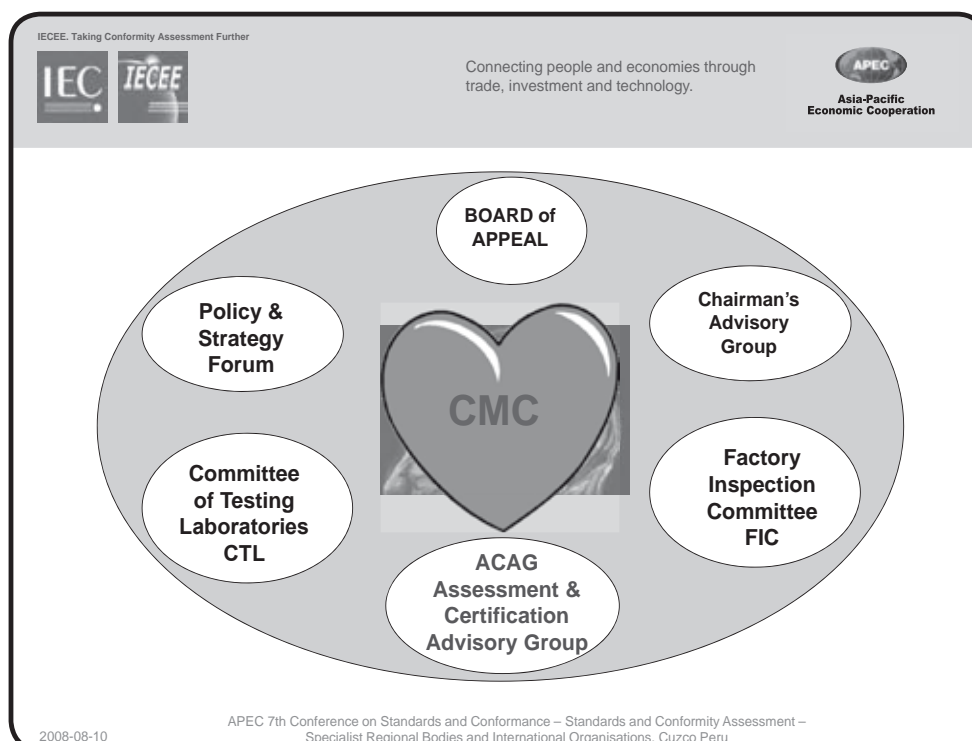 IECEE. Taking Conformity Assessment Further
IEC
IECEE
Connecting people and economies through
trade, investment and technology.
APEC
Asia-Pacific
Economic Cooperation
BOARD of
APPEAL
Policy &
Strategy
Forum
Chairman's
Advisory
Group
CMC
Committee
of Testing
Laboratories
CTL
Factory
Inspection
Committee
FIC
ACAG
Assessment &
Certification
Advisory Group
2008-08-10
APEC 7th Conference on Standards and Conformance – Standards and Conformity Assessment –
Specialist Regional Bodies and International Organisations, Cuzco Peru